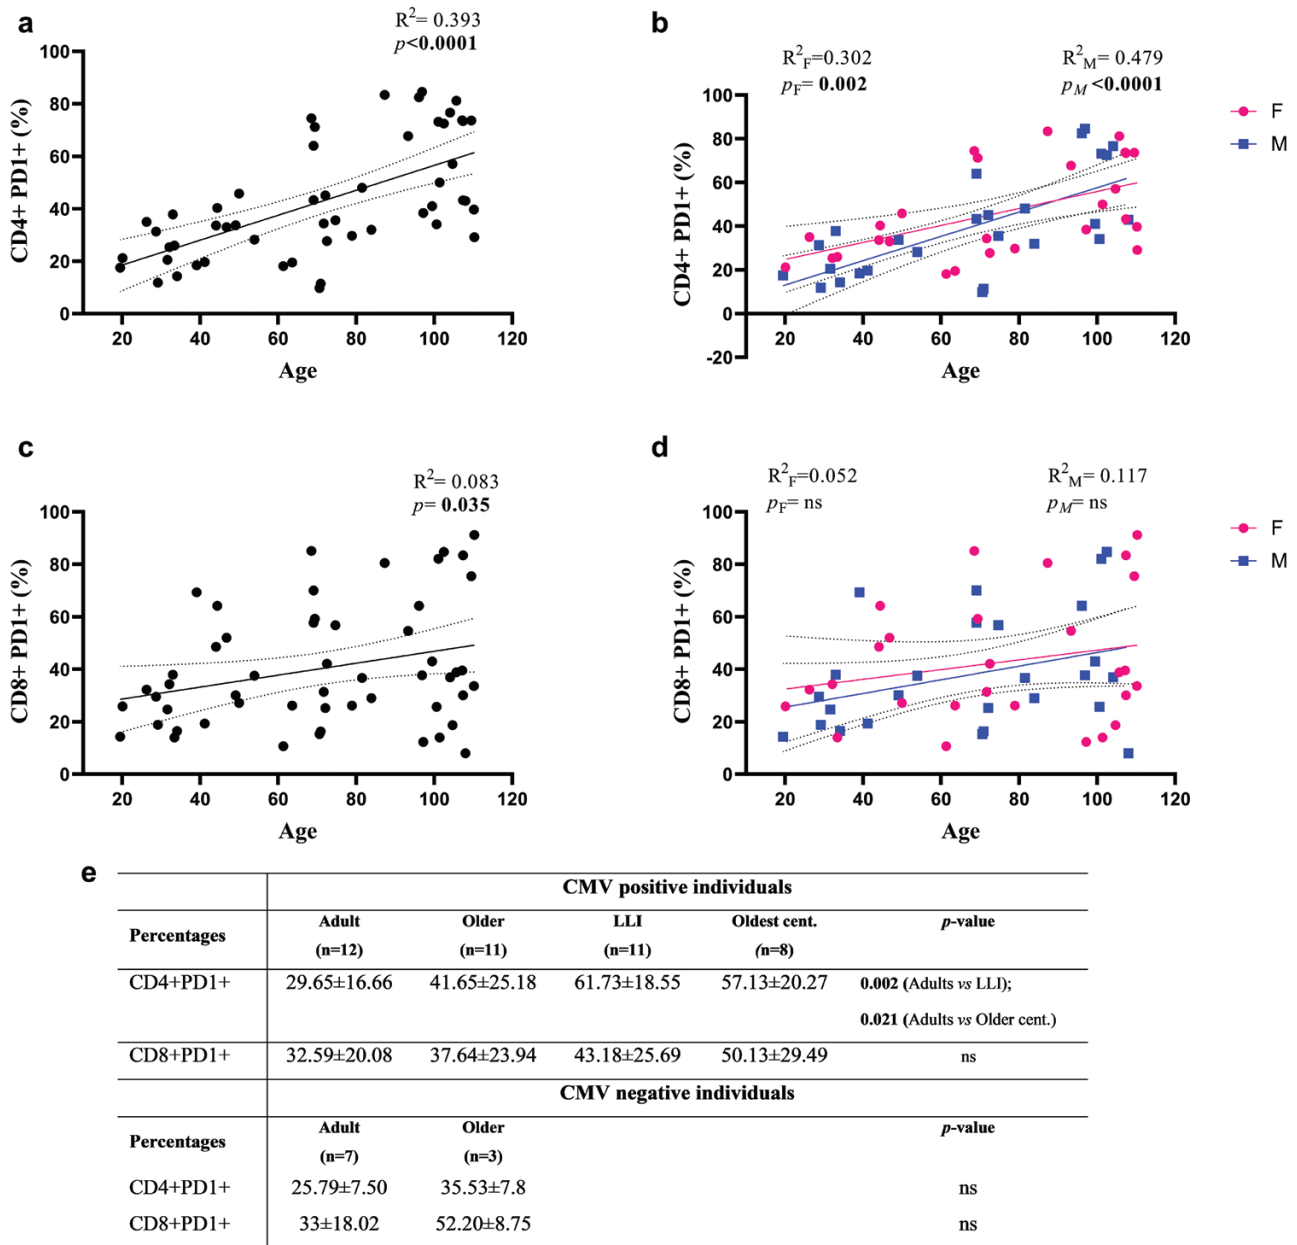 a
R2= 0.393
p<0.0001
CD4+ PD1+ (%)
100
80
60
40
20
0
20 40 60 80 100 120
Age
b
R2F=0.302
pF= 0.002
R2M= 0.479
pM <0.0001
CD4+ PD1+ (%)
100
80
60
40
20
0
-20
20 40 60 80 100 120
Age
F
M
c
R2= 0.083
p= 0.035
CD8+ PD1+ (%)
100
80
60
40
20
0
20 40 60 80 100 120
Age
d
R2F=0.052
pF= ns
R2M= 0.117
pM= ns
CD8+ PD1+ (%)
100
80
60
40
20
0
20 40 60 80 100 120
Age
F
M
e
CMV positive individuals
Percentages Adult Older LLI Oldest cent. p-value
(n=12) (n=11) (n=11) (n=8)
CD4+PD1+ 29.65±16.66 41.65±25.18 61.73±18.55 57.13±20.27 0.002 (Adults vs LLI);
0.021 (Adults vs Older cent.)
CD8+PD1+ 32.59±20.08 37.64±23.94 43.18±25.69 50.13±29.49 ns
CMV negative individuals
Percentages Adult Older p-value
(n=7) (n=3)
CD4+PD1+ 25.79±7.50 35.53±7.8 ns
CD8+PD1+ 33±18.02 52.20±8.75 ns